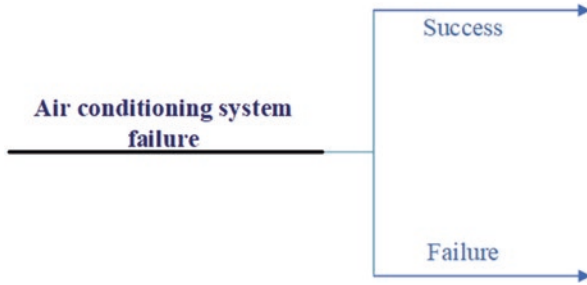 Air conditioning system
failure
Success
Failure